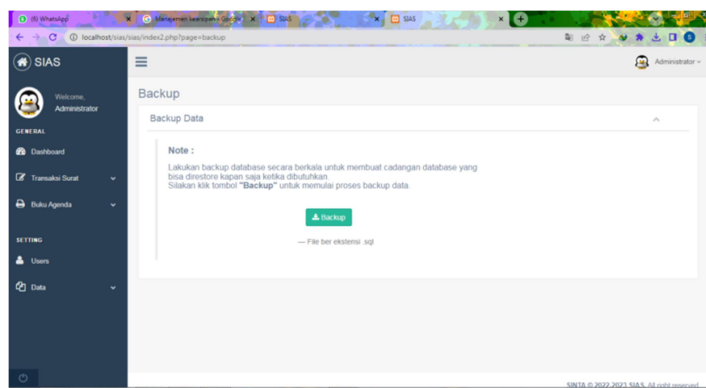 (6) WhatsApp
Manajemen kearsipan
SIAS
SIAS
localhost/sias/sias/index2.php?page=backup
SIAS
Administrator
Welcome,
Administrator
GENERAL
Dashboard
Transaksi Surat
Buku Agenda
SETTING
Users
Data
Backup
Backup Data
Note :
Lakukan backup database secara berkala untuk membuat cadangan database yang
bisa direstore kapan saja ketika dibutuhkan.
Silakan klik tombol "Backup" untuk memulai proses backup data.
Backup
— File ber ekstensi .sql
SINTA © 2022-2023 SIAS. All right reserved